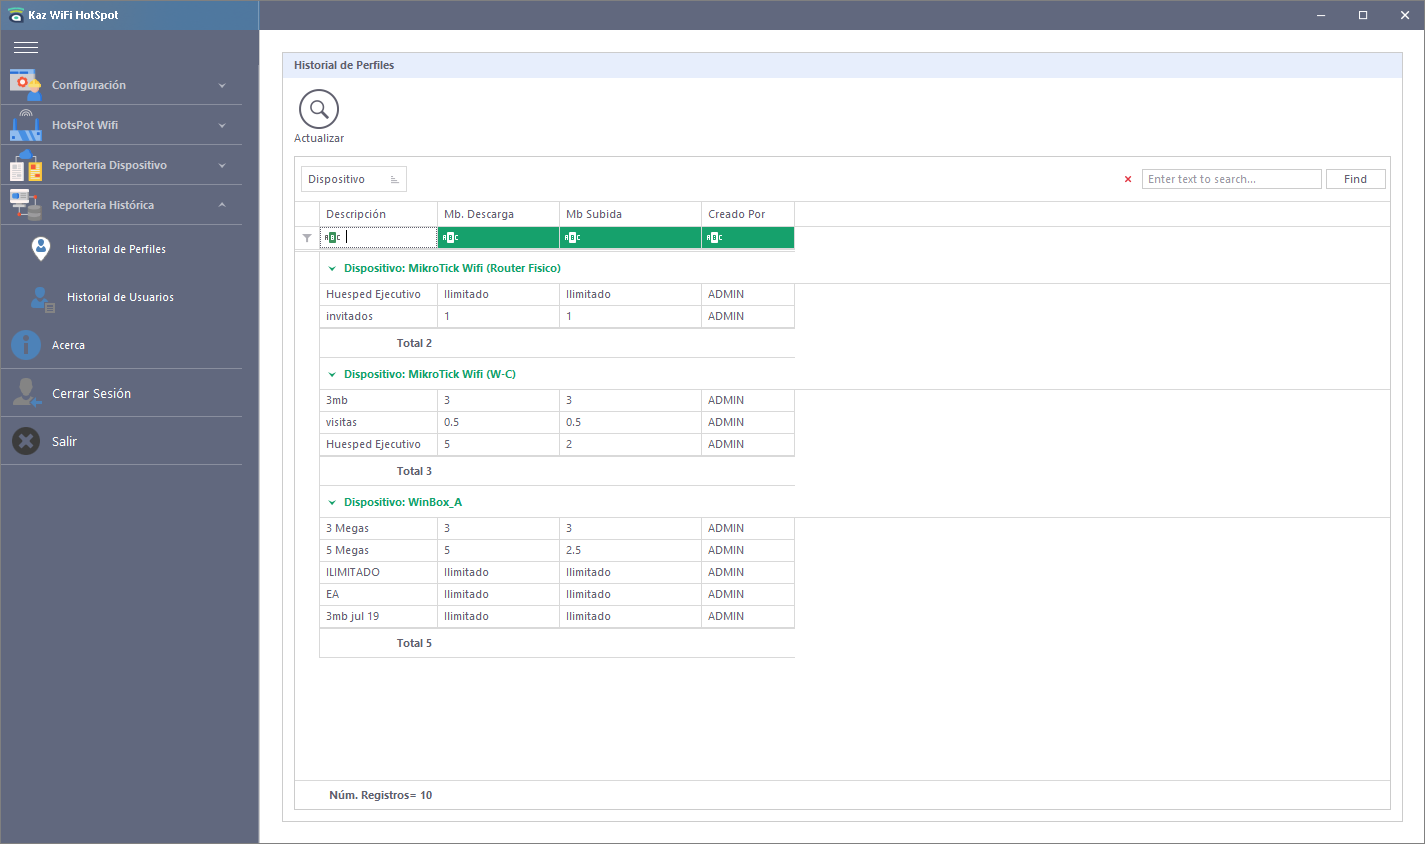 Kaz WiFi HotSpot
Configuración
HotsPot Wifi
Reporteria Dispositivo
Reporteria Histórica
Historial de Perfiles
Historial de Usuarios
Acerca
Cerrar Sesión
Salir
Historial de Perfiles
Actualizar
Dispositivo
Enter text to search...
Find
Descripción Mb. Descarga Mb Subida Creado Por
ABC ABC ABC ABC
Dispositivo: MikroTick Wifi (Router Fisico)
Huesped Ejecutivo Ilimitado Ilimitado ADMIN
invitados 1 1 ADMIN
Total 2
Dispositivo: MikroTick Wifi (W-C)
3mb 3 3 ADMIN
visitas 0.5 0.5 ADMIN
Huesped Ejecutivo 5 2 ADMIN
Total 3
Dispositivo: WinBox_A
3 Megas 3 3 ADMIN
5 Megas 5 2.5 ADMIN
ILIMITADO Ilimitado Ilimitado ADMIN
EA Ilimitado Ilimitado ADMIN
3mb jul 19 Ilimitado Ilimitado ADMIN
Total 5
Núm. Registros= 10